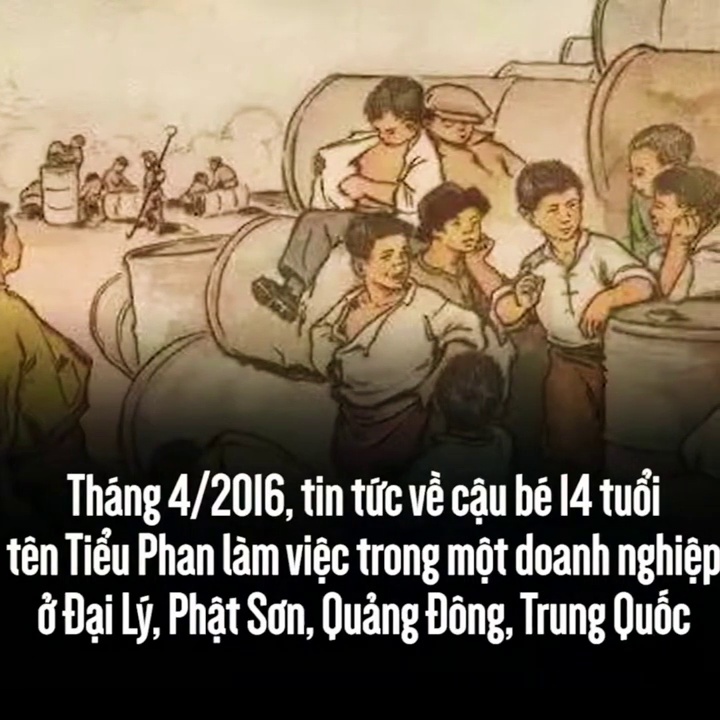 Tháng 4/2016, tin tức về cậu bé 14 tuổi
tên Tiểu Phan làm việc trong một doanh nghiệp
ở Đại Lý, Phật Sơn, Quảng Đông, Trung Quốc